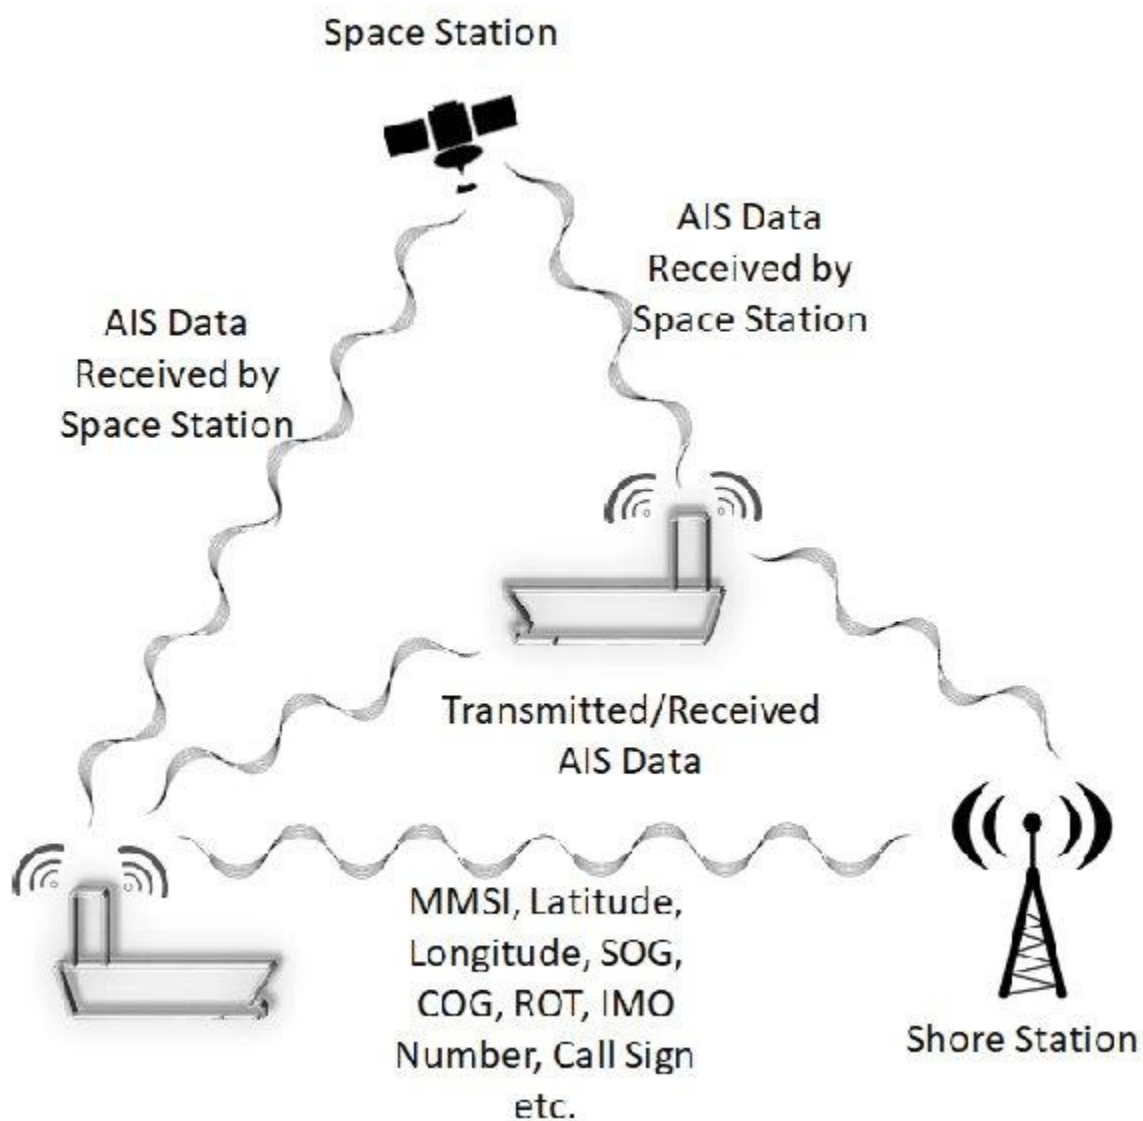 Space Station
AIS Data
Received by
Space Station
AIS Data
Received by
Space Station
Transmitted/Received
AIS Data
MMSI, Latitude,
Longitude, SOG,
COG, ROT, IMO
Number, Call Sign
etc.
Shore Station